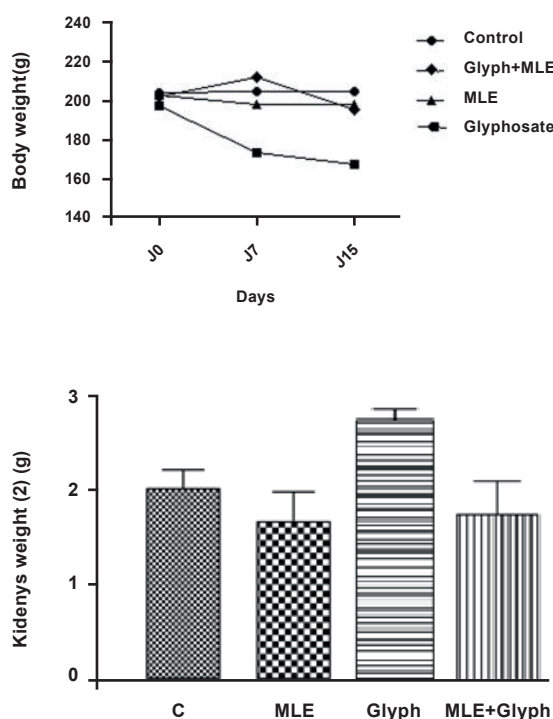 240
220
200
180
160
140
Body weight(g)
J0
J7
J15
Days
Control
Glyph+MLE
MLE
Glyphosate
3
2
1
0
Kidenys weight (2) (g)
C
MLE
Glyph
MLE+Glyph